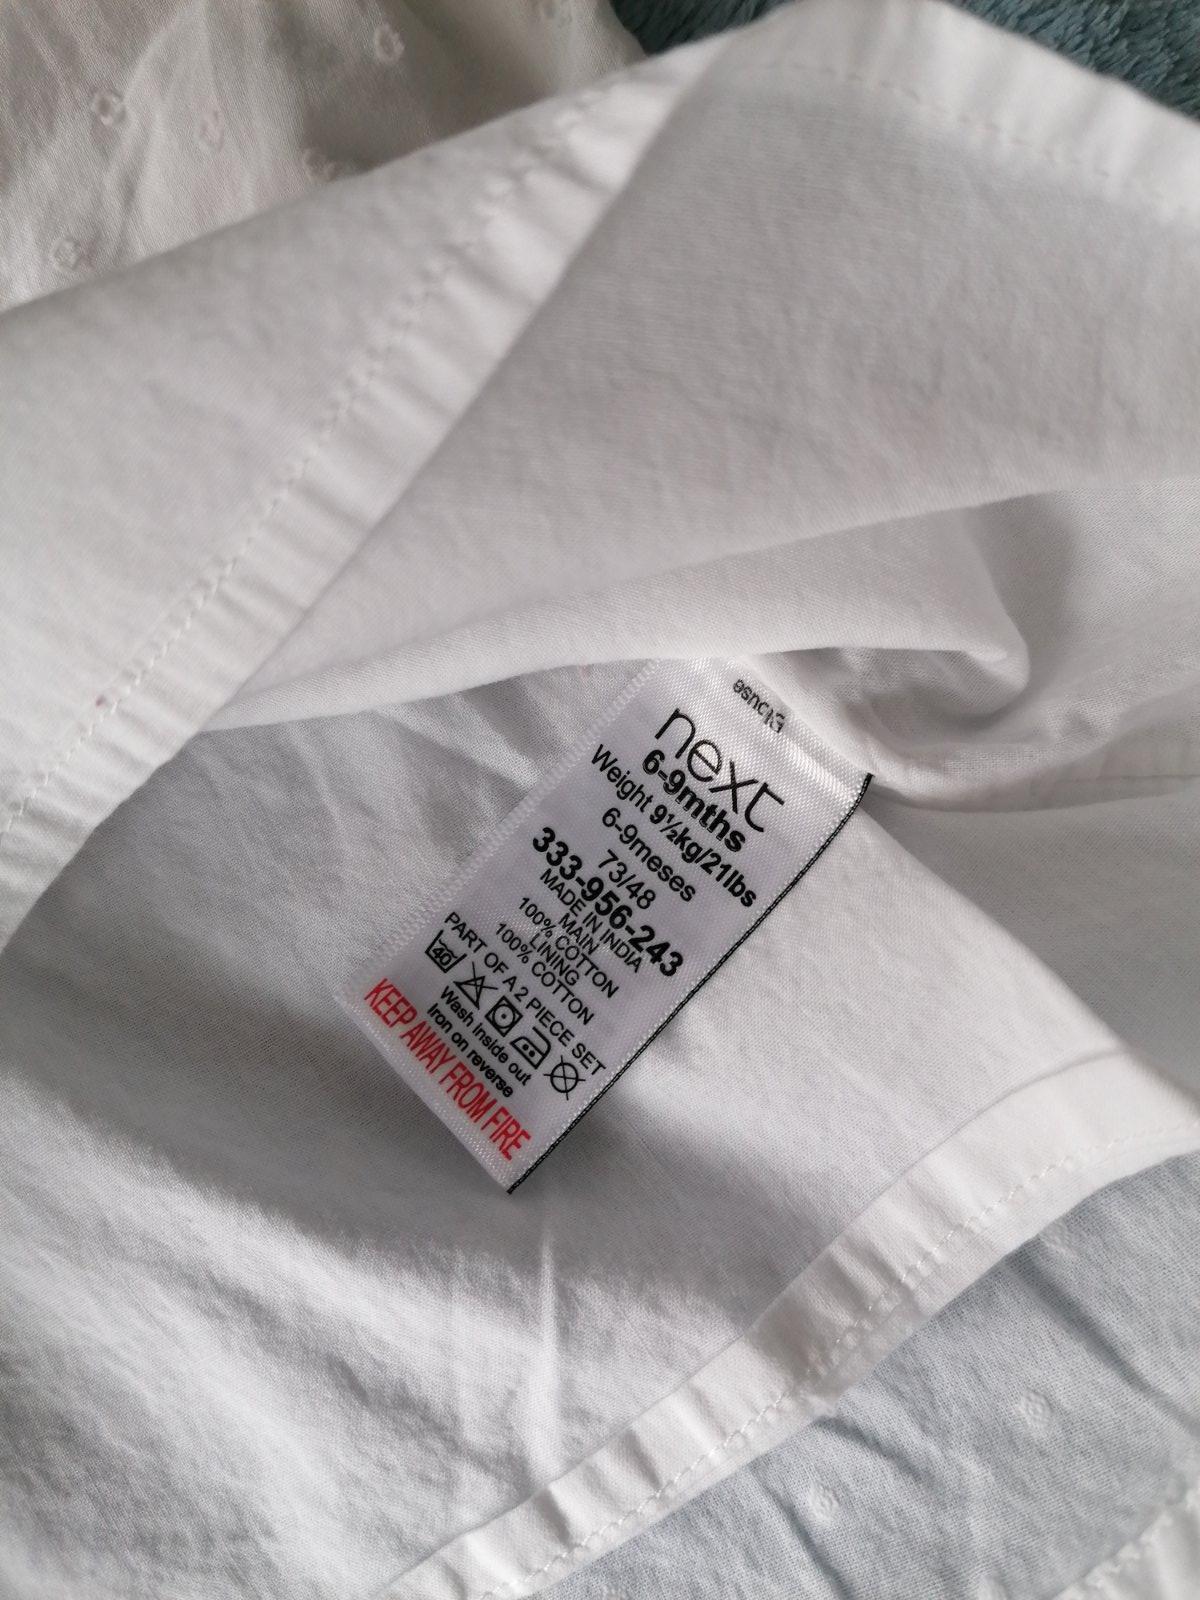 Blouse
next
6-9mths
Weight 9½kg/21lbs
6-9meses
73/48
333-956-243
MADE IN INDIA
MAIN
100% COTTON
LINING
100% COTTON
PART OF A 2 PIECE SET
40
Wash inside out
Iron on reverse
KEEP AWAY FROM FIRE